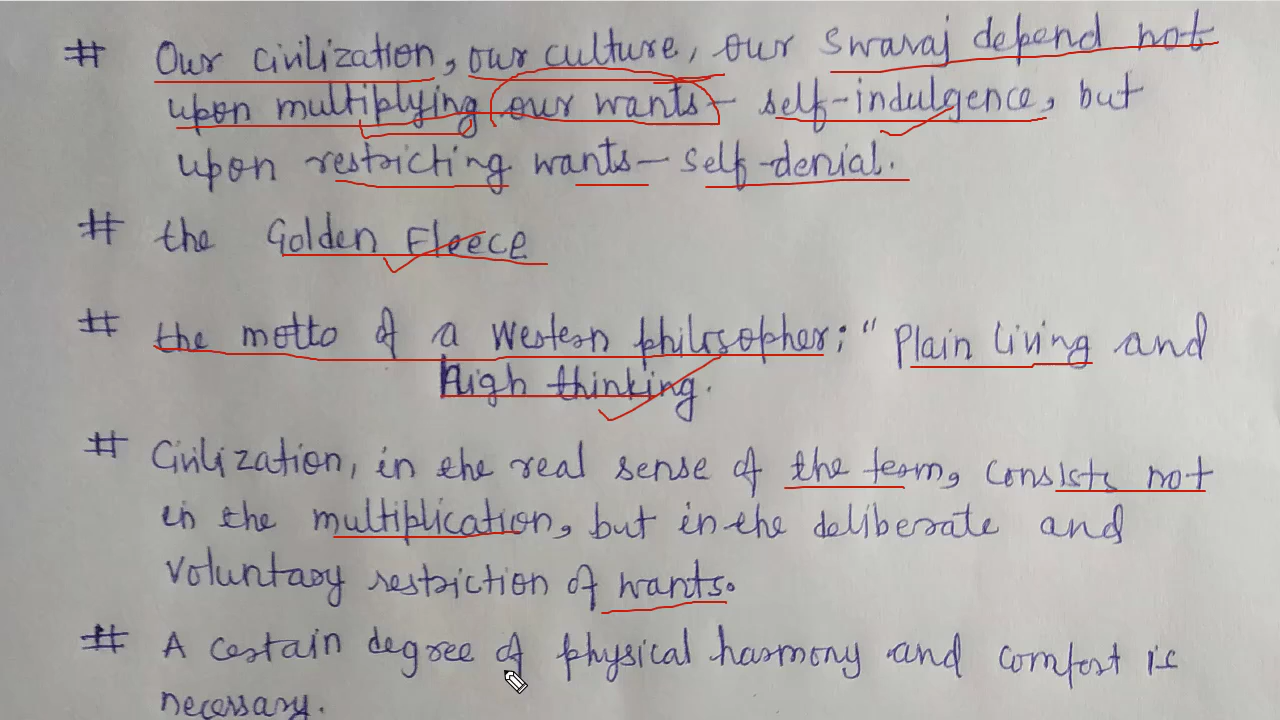 # Our civilization, our culture, our Swaraj depend not
upon multiplying our wants - self-indulgence, but
upon restricting wants - self-denial.
# the Golden Fleece
# the motto of a Western philosopher: "Plain living and
High thinking.
# Civilization, in the real sense of the term, consists not
in the multiplication, but in the deliberate and
voluntary restriction of wants.
# A certain degree of physical harmony and comfort is
necessary.